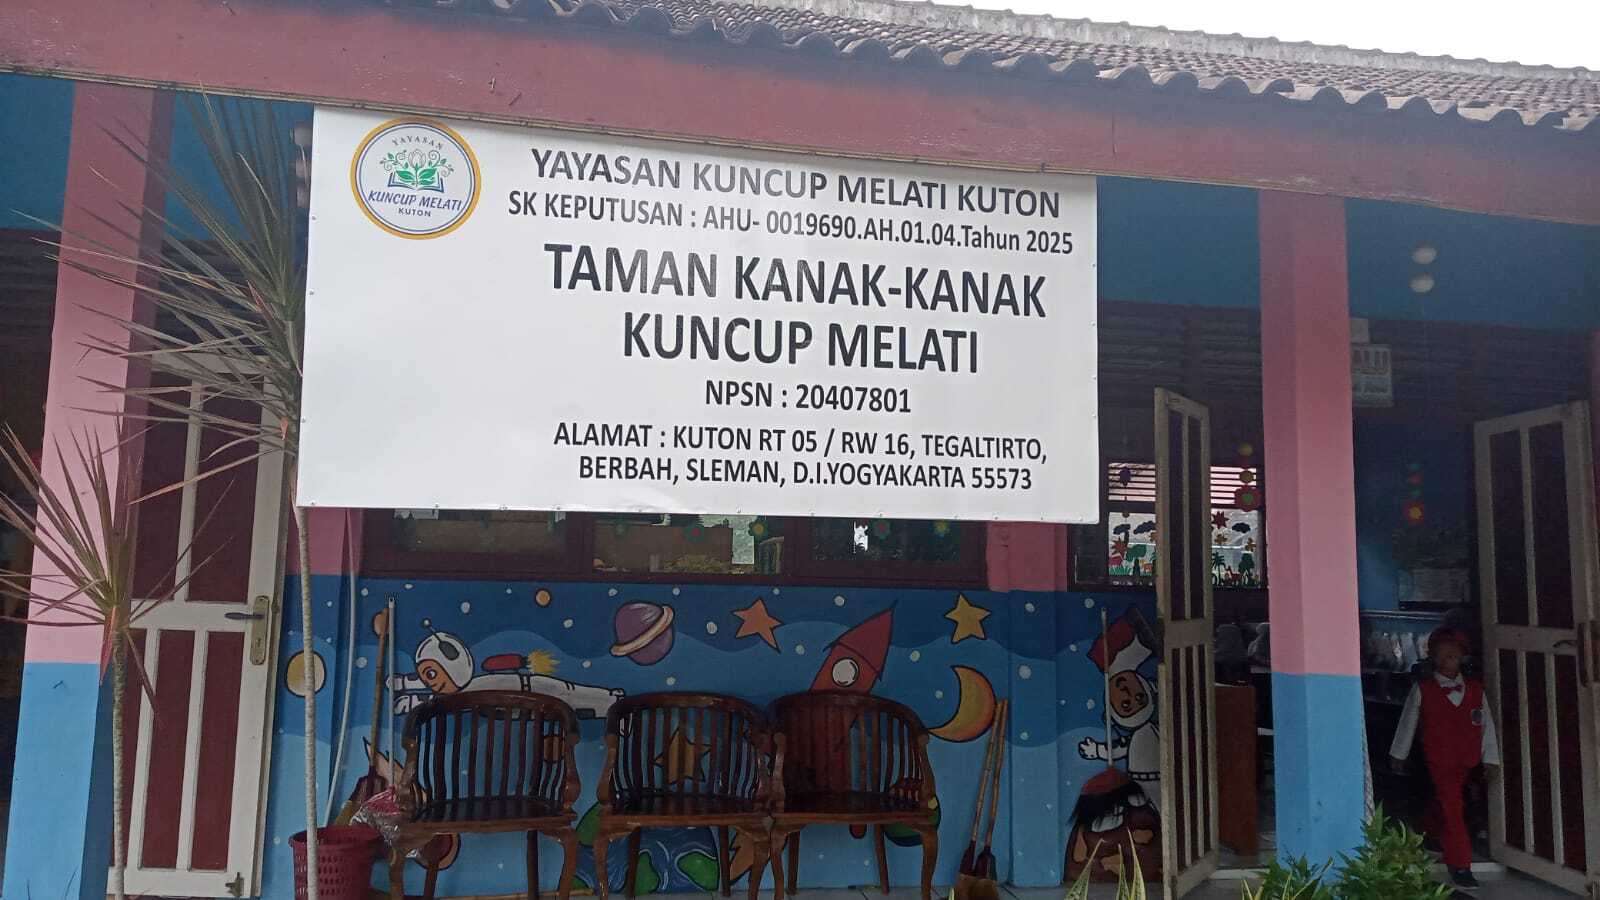 YAYASAN
KUNCUP MELATI
KUTON
YAYASAN KUNCUP MELATI KUTON
SK KEPUTUSAN : AHU- 0019690.AH.01.04.Tahun 2025
TAMAN KANAK-KANAK
KUNCUP MELATI
NPSN : 20407801
ALAMAT : KUTON RT 05 / RW 16, TEGALTIRTO,
BERBAH, SLEMAN, D.I.YOGYAKARTA 55573